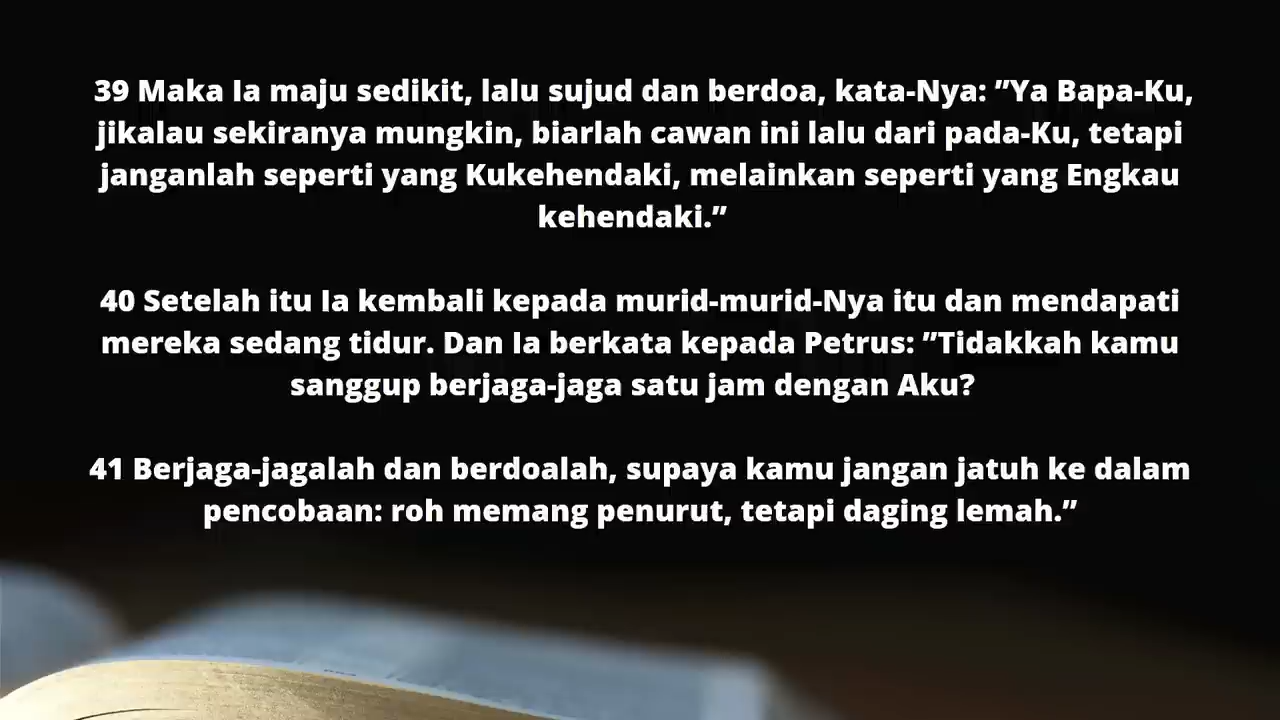 39 Maka Ia maju sedikit, lalu sujud dan berdoa, kata-Nya: ”Ya Bapa-Ku,
jikalau sekiranya mungkin, biarlah cawan ini lalu dari pada-Ku, tetapi
janganlah seperti yang Kukehendaki, melainkan seperti yang Engkau
kehendaki.”
40 Setelah itu Ia kembali kepada murid-murid-Nya itu dan mendapati
mereka sedang tidur. Dan Ia berkata kepada Petrus: ”Tidakkah kamu
sanggup berjaga-jaga satu jam dengan Aku?
41 Berjaga-jagalah dan berdoalah, supaya kamu jangan jatuh ke dalam
pencobaan: roh memang penurut, tetapi daging lemah.”